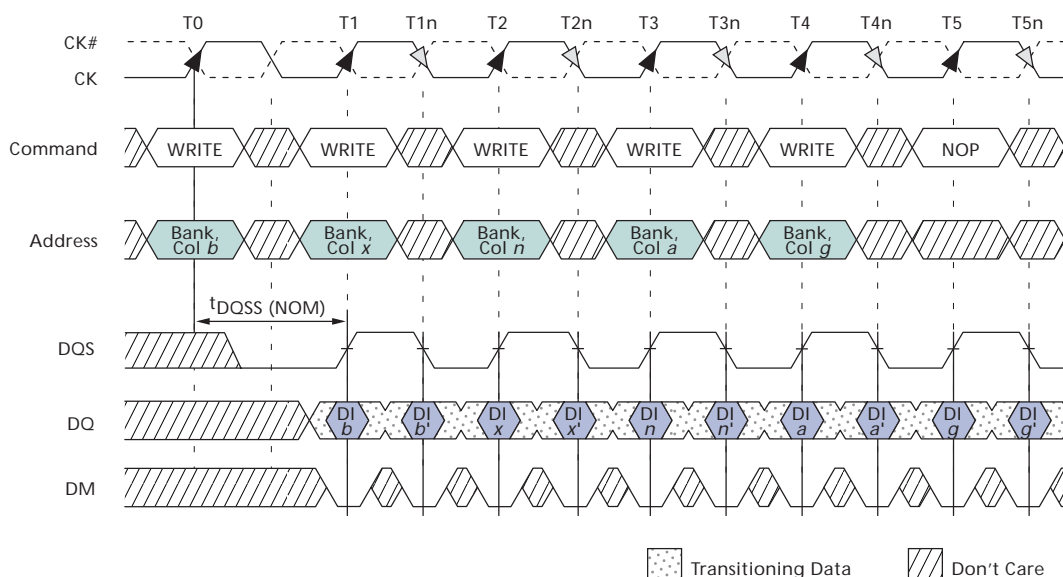 T0 T1 T1n T2 T2n T3 T3n T4 T4n T5 T5n
CK#
CK
Command WRITE WRITE WRITE WRITE WRITE NOP
Address Bank, Col b Bank, Col x Bank, Col n Bank, Col a Bank, Col g
tDQSS (NOM)
DQS
DQ DI b DI b' DI x DI x' DI n DI n' DI a DI a' DI g DI g'
DM
Transitioning Data Don't Care